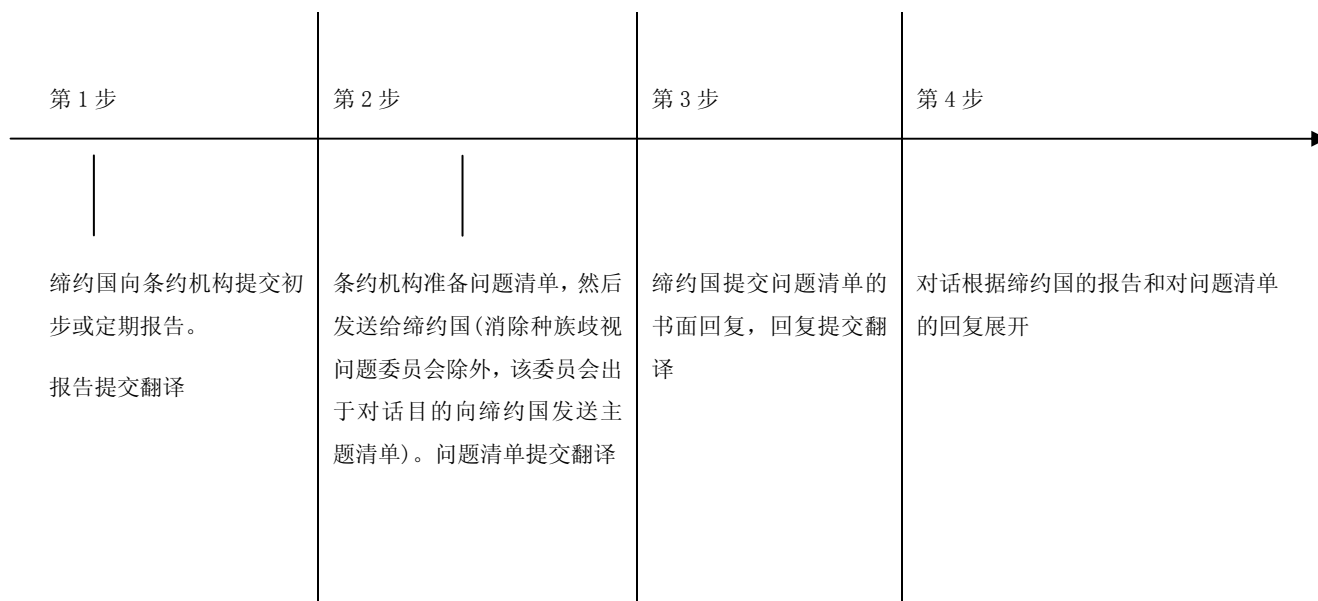 第 1 步
第 2 步
第 3 步
第 4 步
缔约国向条约机构提交初
步或定期报告。
报告提交翻译
条约机构准备问题清单，然后
发送给缔约国(消除种族歧视
问题委员会除外，该委员会出
于对话目的向缔约国发送主
题清单)。问题清单提交翻译
缔约国提交问题清单的
书面回复，回复提交翻
译
对话根据缔约国的报告和对问题清单
的回复展开